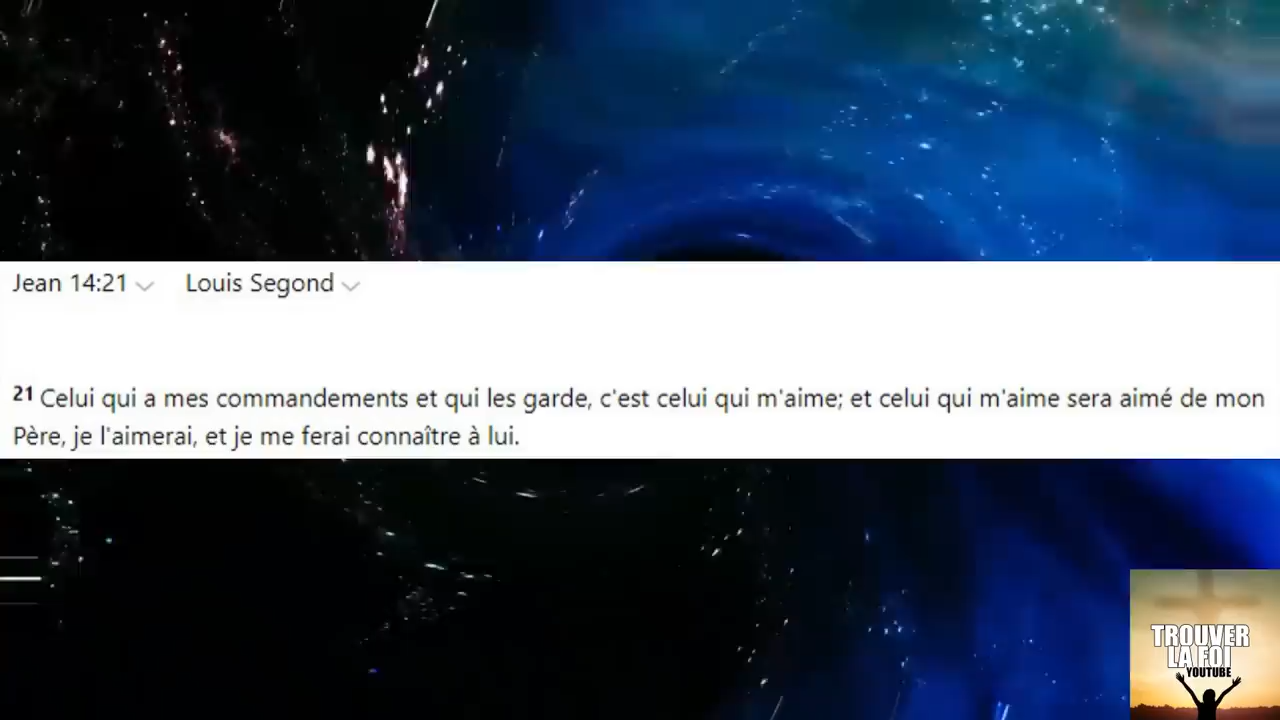 Jean 14:21 Louis Segond
21 Celui qui a mes commandements et qui les garde, c'est celui qui m'aime; et celui qui m'aime sera aimé de mon
Père, je l'aimerai, et je me ferai connaître à lui.
TROUVER
LA FOI
YOUTUBE